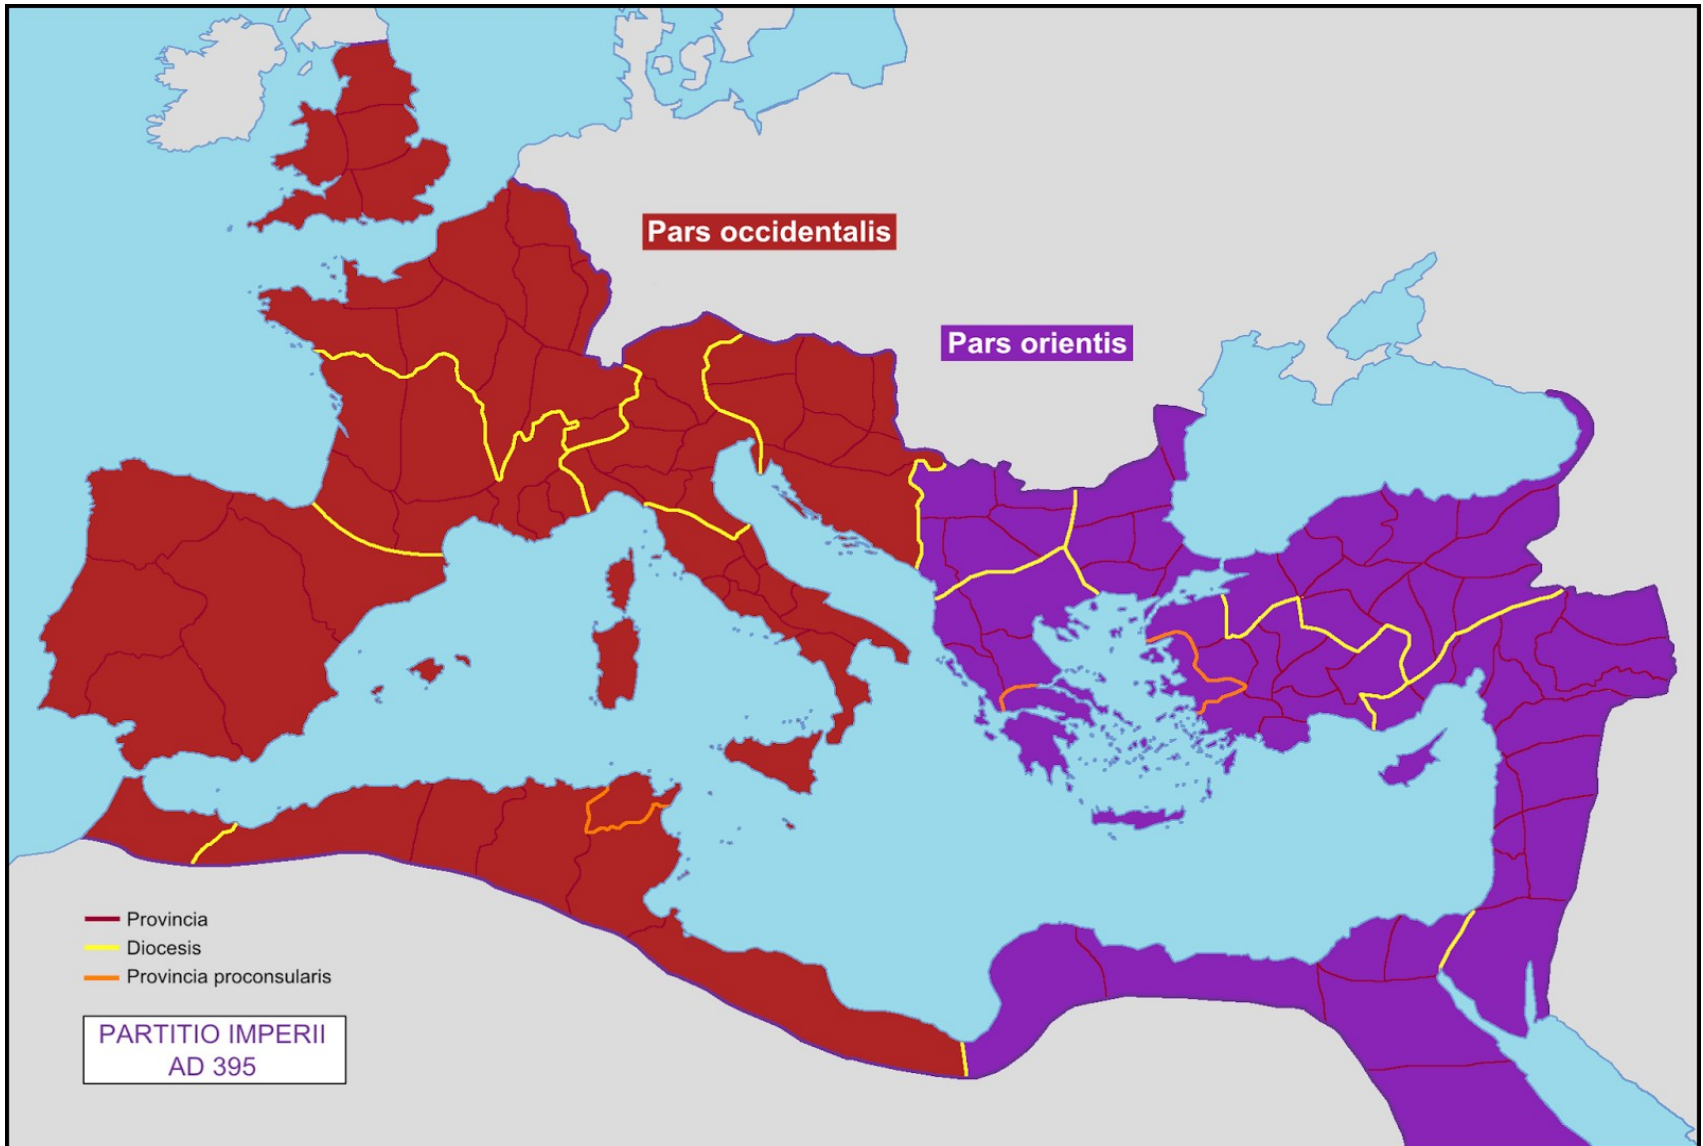 Pars occidentalis
Pars orientis
Provincia
Diocesis
Provincia proconsularis
PARTITIO IMPERII
AD 395